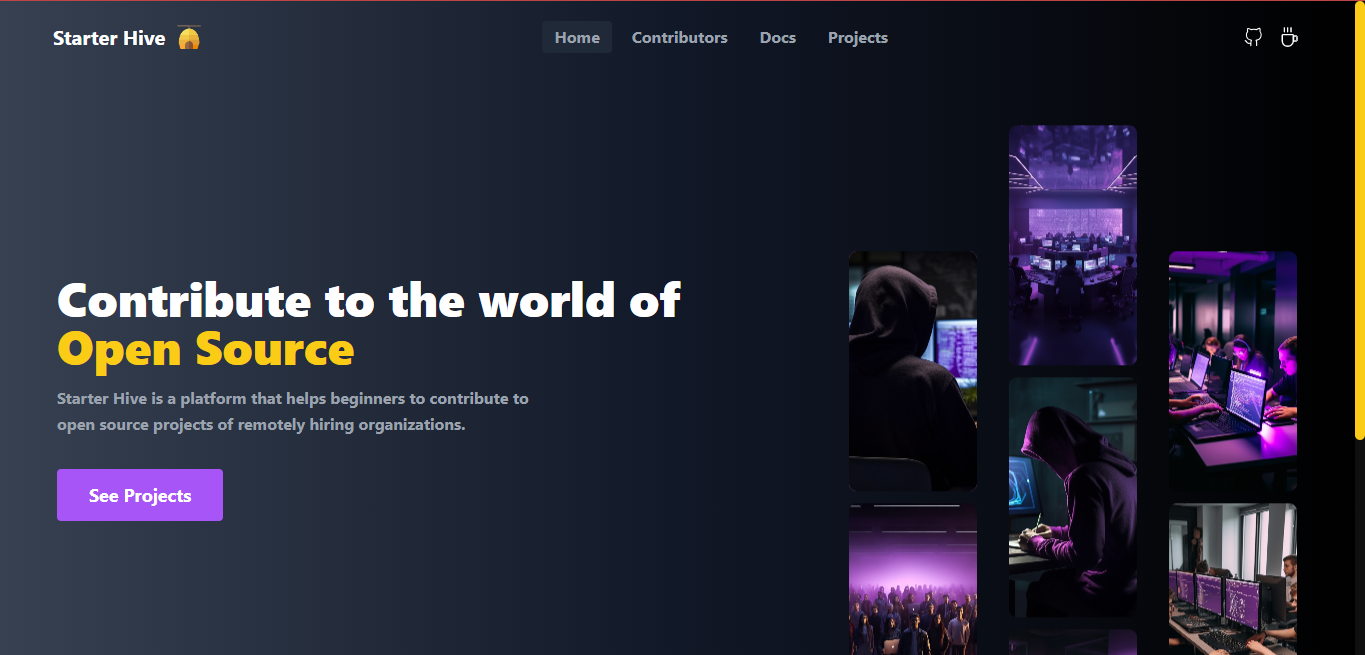 Starter Hive
Home
Contributors
Docs
Projects
Contribute to the world of
Open Source
Starter Hive is a platform that helps beginners to contribute to
open source projects of remotely hiring organizations.
See Projects